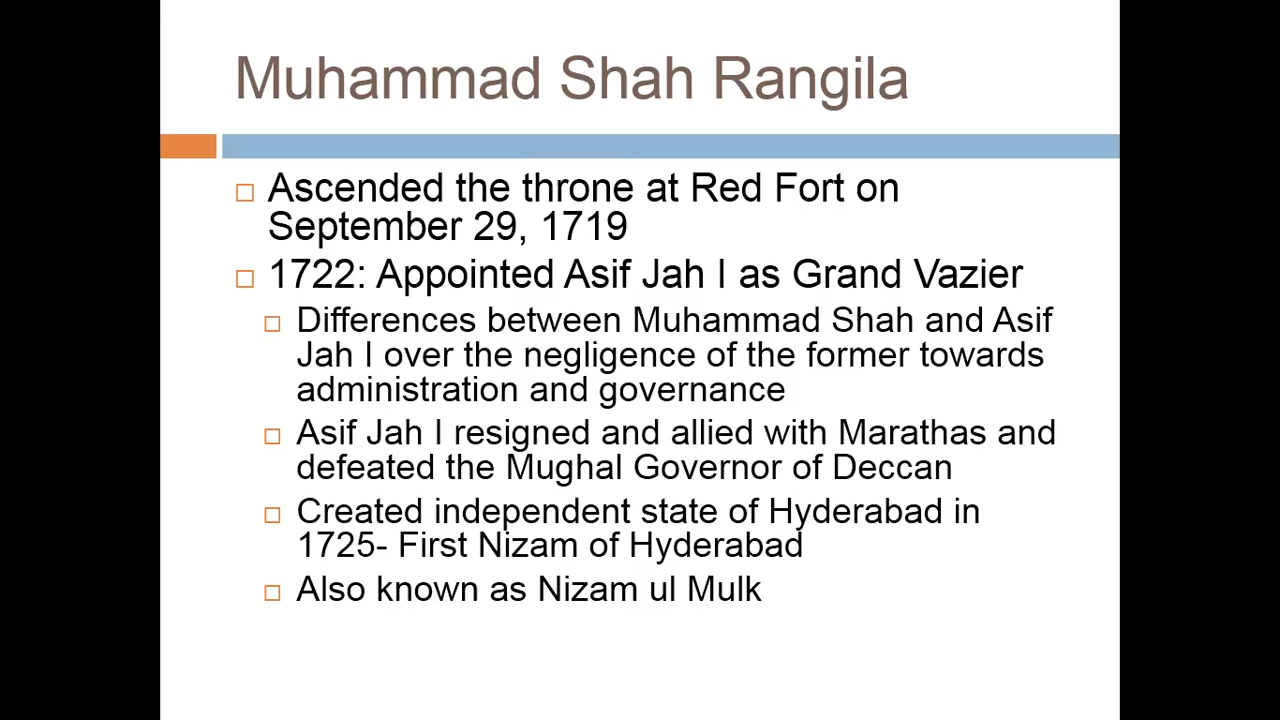 Muhammad Shah Rangila
Ascended the throne at Red Fort on
September 29, 1719
1722: Appointed Asif Jah I as Grand Vazier
Differences between Muhammad Shah and Asif
Jah I over the negligence of the former towards
administration and governance
Asif Jah I resigned and allied with Marathas and
defeated the Mughal Governor of Deccan
Created independent state of Hyderabad in
1725- First Nizam of Hyderabad
Also known as Nizam ul Mulk